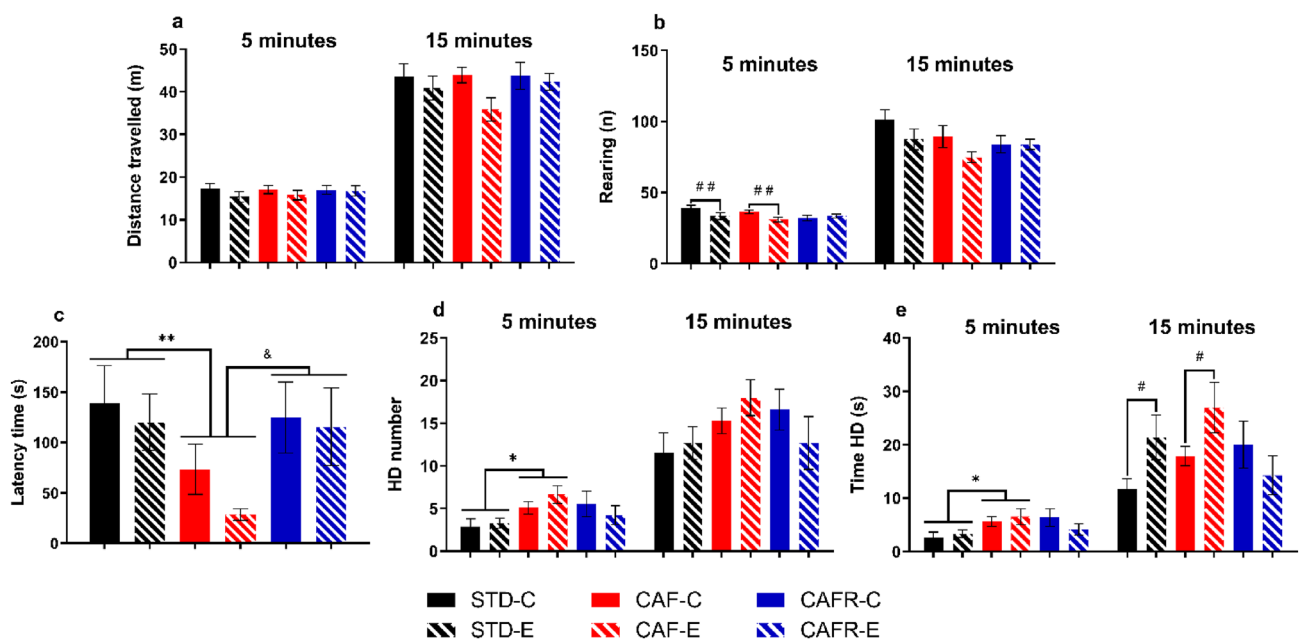 a
5 minutes 15 minutes
Distance travelled (m)
50
40
30
20
10
0
b
5 minutes 15 minutes
Rearing (n)
150
100
50
0
# #
# #
c
Latency time (s)
200
150
100
50
0
**
&
d
5 minutes 15 minutes
HD number
25
20
15
10
5
0
*
e
5 minutes 15 minutes
Time HD (s)
40
30
20
10
0
*
#
#
STD-C CAF-C CAFR-C
STD-E CAF-E CAFR-E